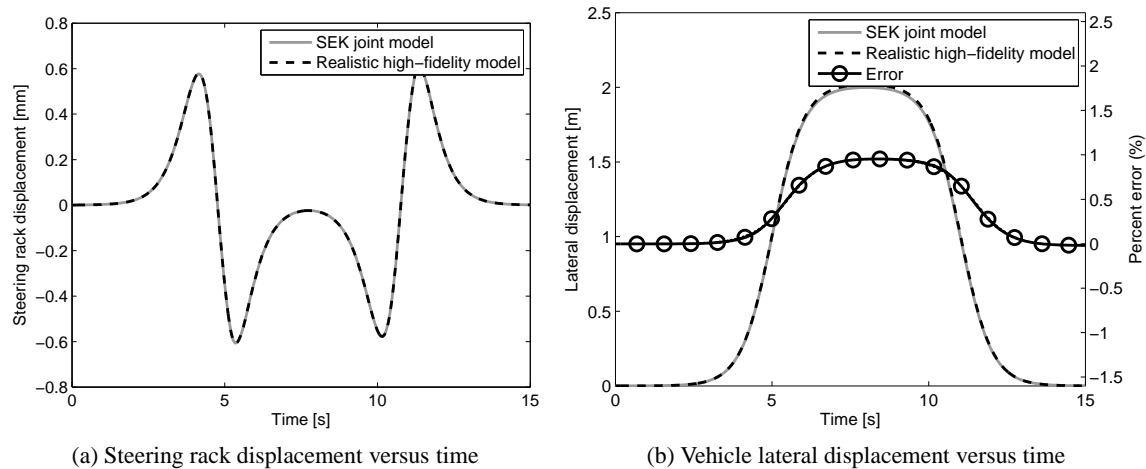 0.8
0.6
0.4
0.2
0
−0.2
−0.4
−0.6
−0.8
Steering rack displacement [mm]
SEK joint model
Realistic high−fidelity model
0
5
10
15
Time [s]
(a) Steering rack displacement versus time
2.5
2
1.5
1
0.5
0
Lateral displacement [m]
SEK joint model
Realistic high−fidelity model
Error
2.5
2
1.5
1
0.5
0
−0.5
−1
−1.5
Percent error (%)
0
5
10
15
Time [s]
(b) Vehicle lateral displacement versus time